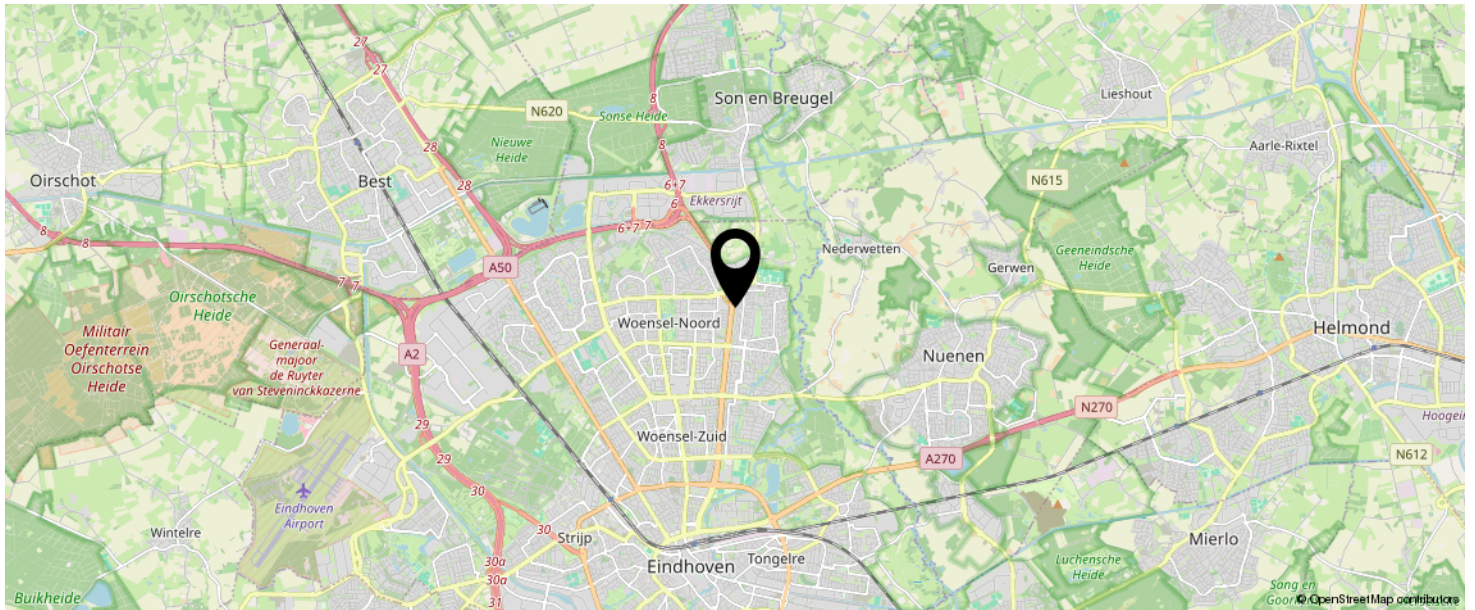 27
27
8
Son en Breugel
Lieshout
N620
Sonse Heide
Nieuwe
Heide
28
8
Aarle-Rixtel
Oirschot
Best
28
6+7
N615
6
Ekkersrijt
8
8
6+7
7
Nederwetten
Geeneindsche
Heide
A50
Gerwen
7
7
Oirschotsche
Heide
Woensel-Noord
Militair
Oefenterrein
Oirschotse
Heide
Generaal-
majoor
de Ruyter
van Steveninckkazerne
A2
Nuenen
Helmond
N270
29
Hoogein
Woensel-Zuid
29
A270
N612
30
Eindhoven
Airport
30
Wintelre
Strijp
Eindhoven
Tongelre
Mierlo
30a
30a
Luchensche
Heide
Buikheide
31
Sang en
© OpenStreetMap contributors